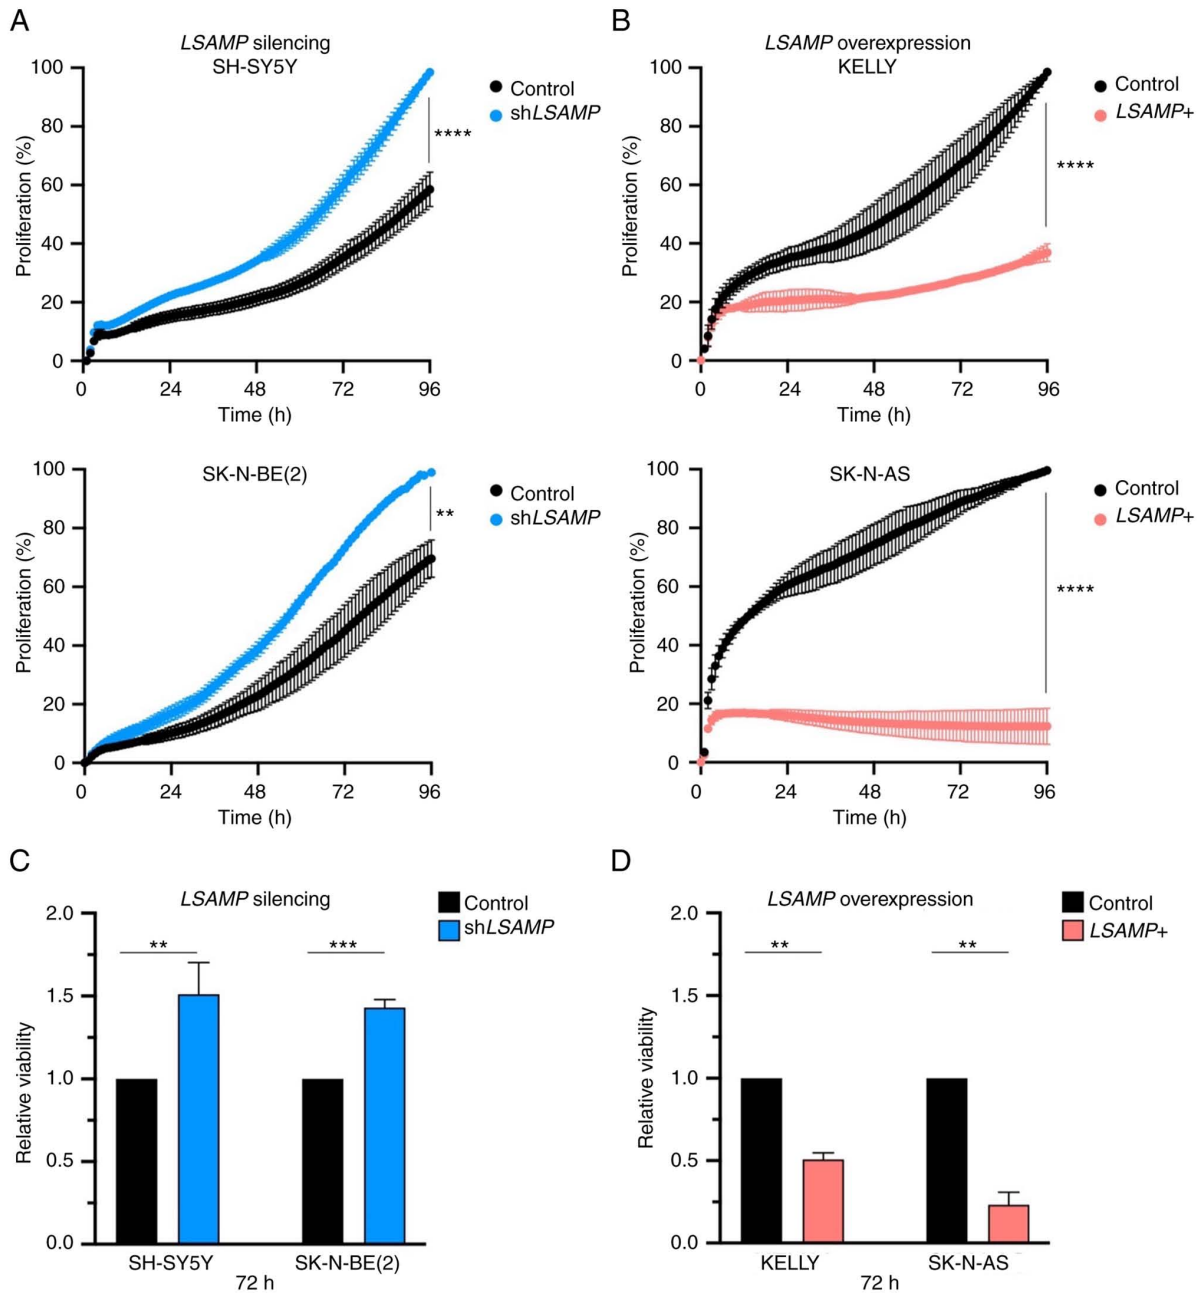 A
LSAMP silencing
SH-SY5Y
100
80
60
40
20
0
Proliferation (%)
0 24 48 72 96
Time (h)
Control
shLSAMP
****
B
LSAMP overexpression
KELLY
100
80
60
40
20
0
Proliferation (%)
0 24 48 72 96
Time (h)
Control
LSAMP+
****
SK-N-BE(2)
100
80
60
40
20
0
Proliferation (%)
0 24 48 72 96
Time (h)
Control
shLSAMP
**
SK-N-AS
100
80
60
40
20
0
Proliferation (%)
0 24 48 72 96
Time (h)
Control
LSAMP+
****
C
LSAMP silencing
Control
shLSAMP
2.0
1.5
1.0
0.5
0.0
Relative viability
** ***
SH-SY5Y SK-N-BE(2)
72 h
D
LSAMP overexpression
Control
LSAMP+
2.0
1.5
1.0
0.5
0.0
Relative viability
** **
KELLY SK-N-AS
72 h